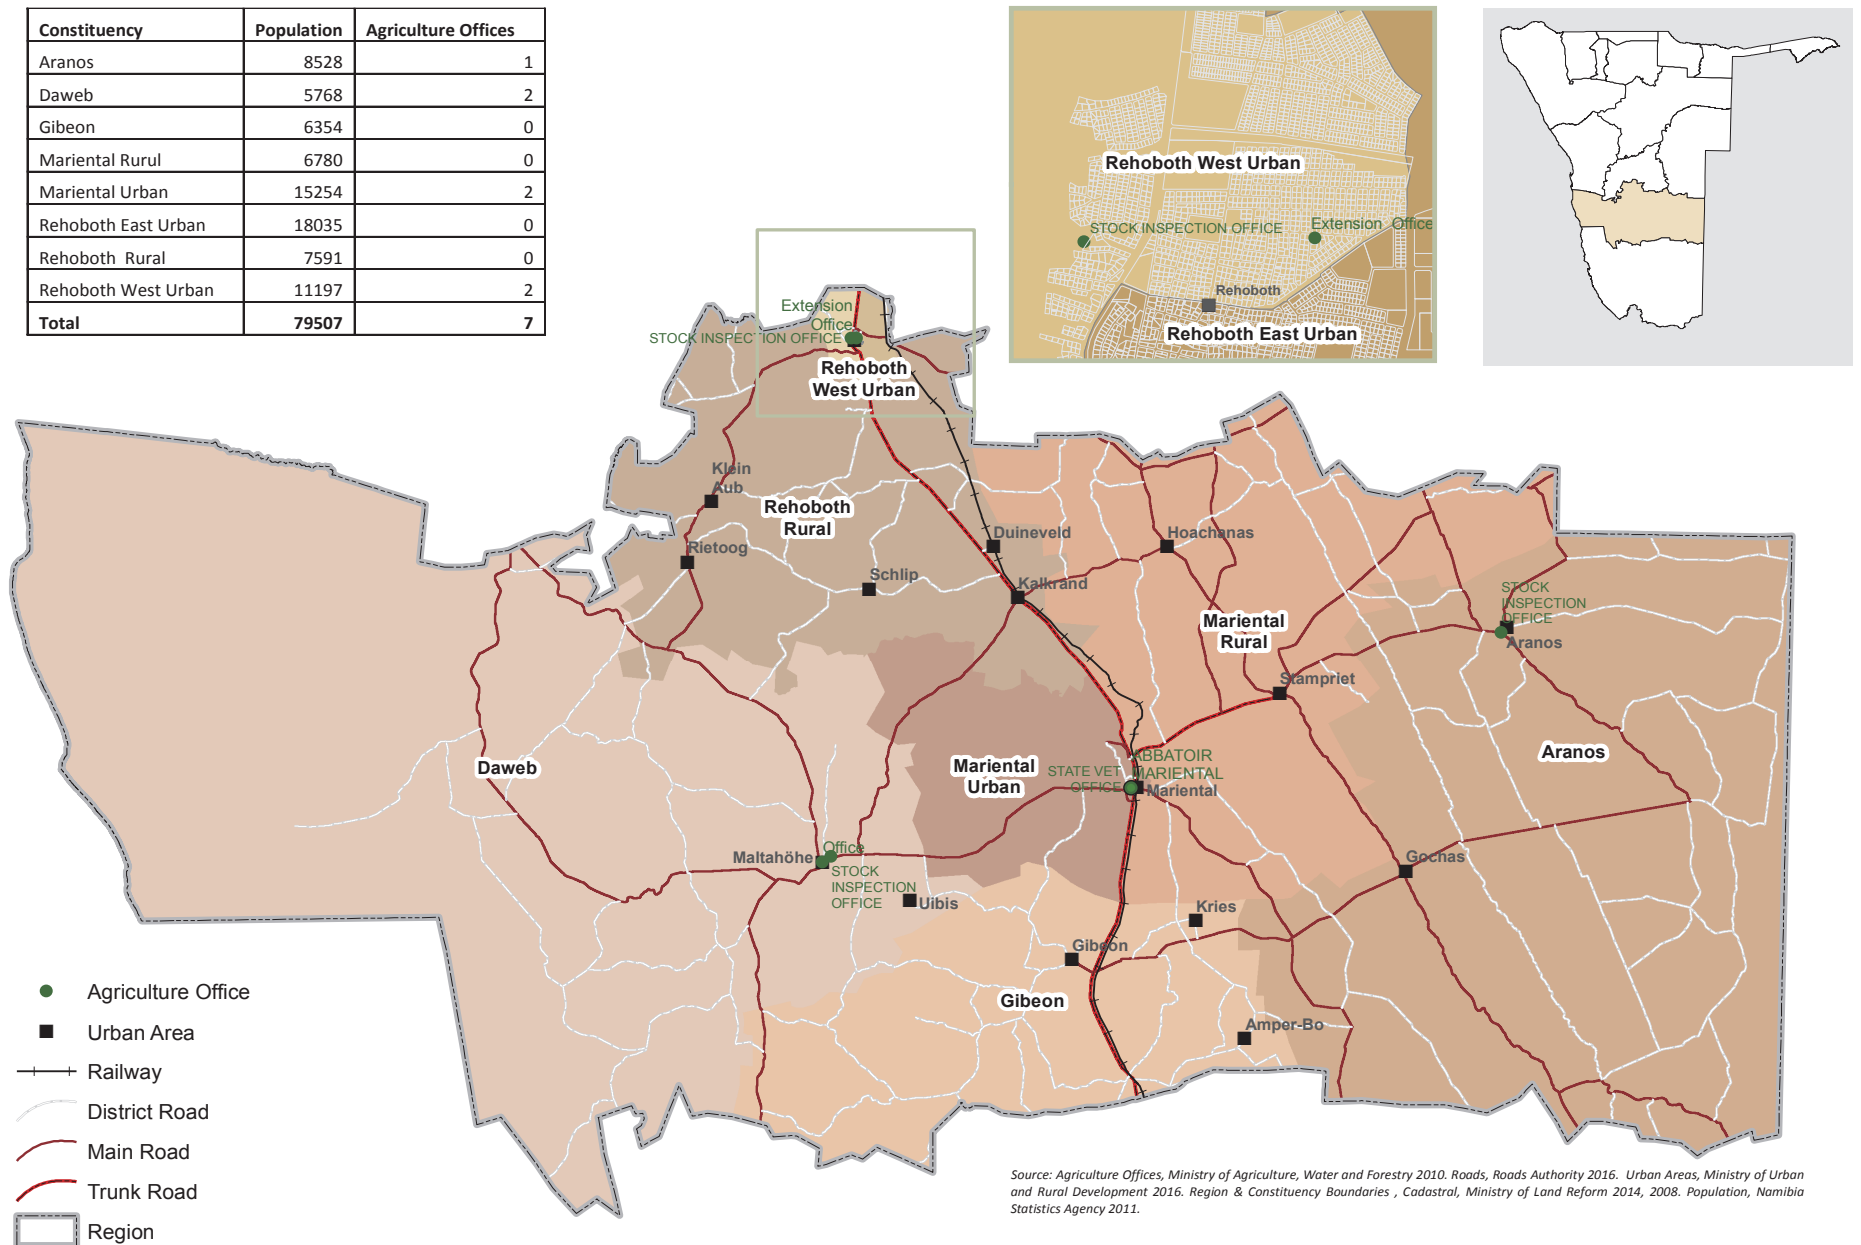 Constituency Population Agriculture Offices
Aranos 8528 1
Daweb 5768 2
Gibeon 6354 0
Mariental Rurul 6780 0
Mariental Urban 15254 2
Rehoboth East Urban 18035 0
Rehoboth Rural 7591 0
Rehoboth West Urban 11197 2
Total 79507 7
Rehoboth West Urban
STOCK INSPECTION OFFICE
Extension Office
Rehoboth
Rehoboth East Urban
Extension
Office
STOCK INSPECTION OFFICE
Rehoboth
West Urban
Klein
Aub
Rehoboth
Rural
Rietoog
Schlip
Duineveld
Kalkrand
Hoachanas
Mariental
Rural
Stampriet
STOCK
INSPECTION
OFFICE
Aranos
Aranos
Daweb
Mariental
Urban
STATE VET
OFFICE
ABBATOIR
MARIENTAL
Mariental
Maltahöhe
Office
STOCK
INSPECTION
OFFICE
Uibis
Gochas
Kries
Gibeon
Gibeon
Amper-Bo
Agriculture Office
Urban Area
Railway
District Road
Main Road
Trunk Road
Region
Source: Agriculture Offices, Ministry of Agriculture, Water and Forestry 2010. Roads, Roads Authority 2016. Urban Areas, Ministry of Urban
and Rural Development 2016. Region & Constituency Boundaries , Cadastral, Ministry of Land Reform 2014, 2008. Population, Namibia
Statistics Agency 2011.